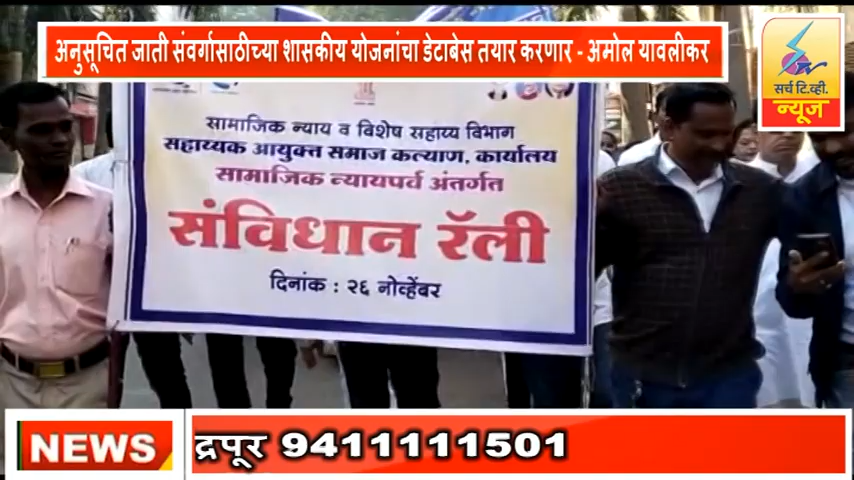 अनुसूचित जाती संवर्गासाठीच्या शासकीय योजनांचा डेटाबेस तयार करणार - अमोल यावलीकर
सर्च टि.व्ही.
न्यूज
सामाजिक न्याय व विशेष सहाय्य विभाग
सहाय्यक आयुक्त समाज कल्याण, कार्यालय
सामाजिक न्यायपर्व अंतर्गत
संविधान रॅली
दिनांक : २६ नोव्हेंबर
NEWS
द्रपूर 9411111501